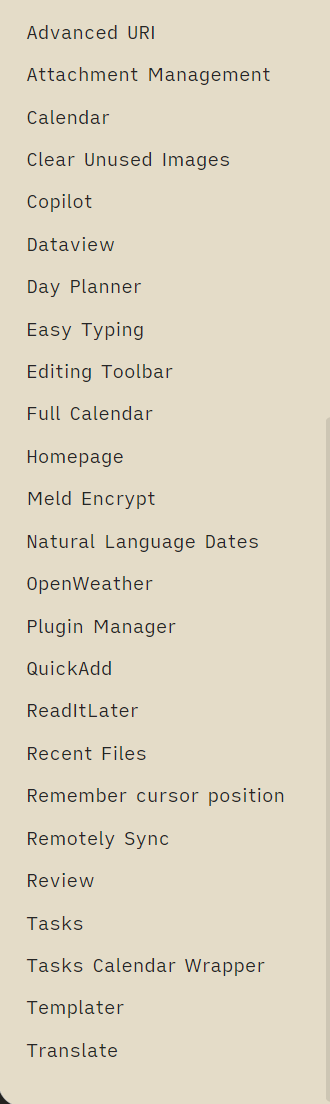 Advanced URI
Attachment Management
Calendar
Clear Unused Images
Copilot
Dataview
Day Planner
Easy Typing
Editing Toolbar
Full Calendar
Homepage
Meld Encrypt
Natural Language Dates
OpenWeather
Plugin Manager
QuickAdd
ReadItLater
Recent Files
Remember cursor position
Remotely Sync
Review
Tasks
Tasks Calendar Wrapper
Templater
Translate